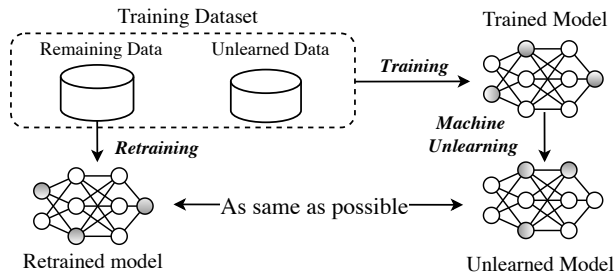 Training Dataset
Remaining Data
Unlearned Data
Training
Trained Model
Retraining
Machine
Unlearning
As same as possible
Retrained model
Unlearned Model